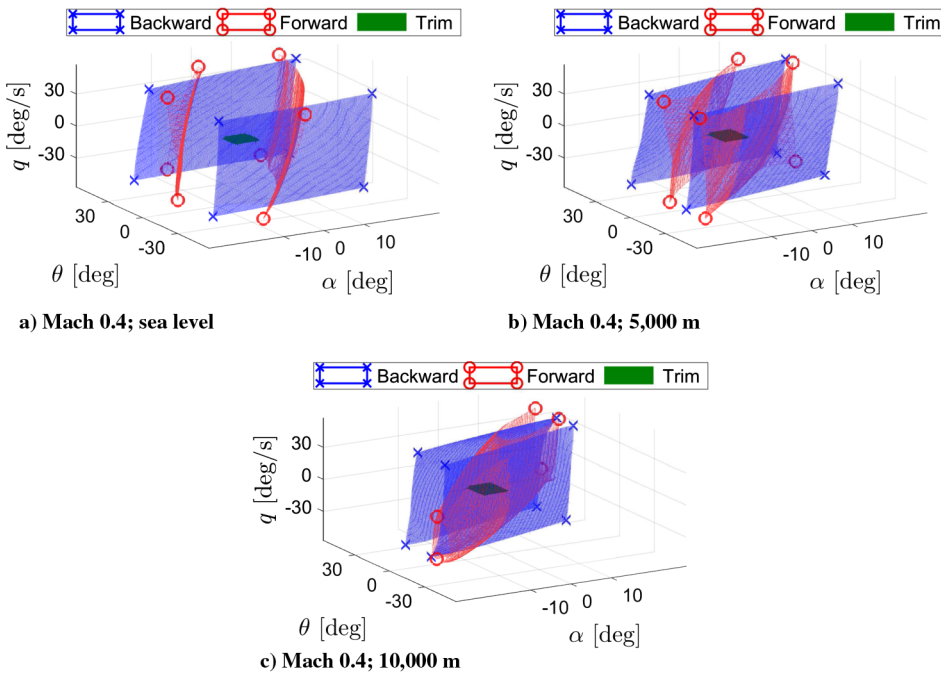 Backward Forward Trim
30
0
-30
q [deg/s]
30
0
-30
-10
0
10
θ [deg]
α [deg]
a) Mach 0.4; sea level
Backward Forward Trim
30
0
-30
q [deg/s]
30
0
-30
-10
0
10
θ [deg]
α [deg]
b) Mach 0.4; 5,000 m
Backward Forward Trim
30
0
-30
q [deg/s]
30
0
-30
-10
0
10
θ [deg]
α [deg]
c) Mach 0.4; 10,000 m